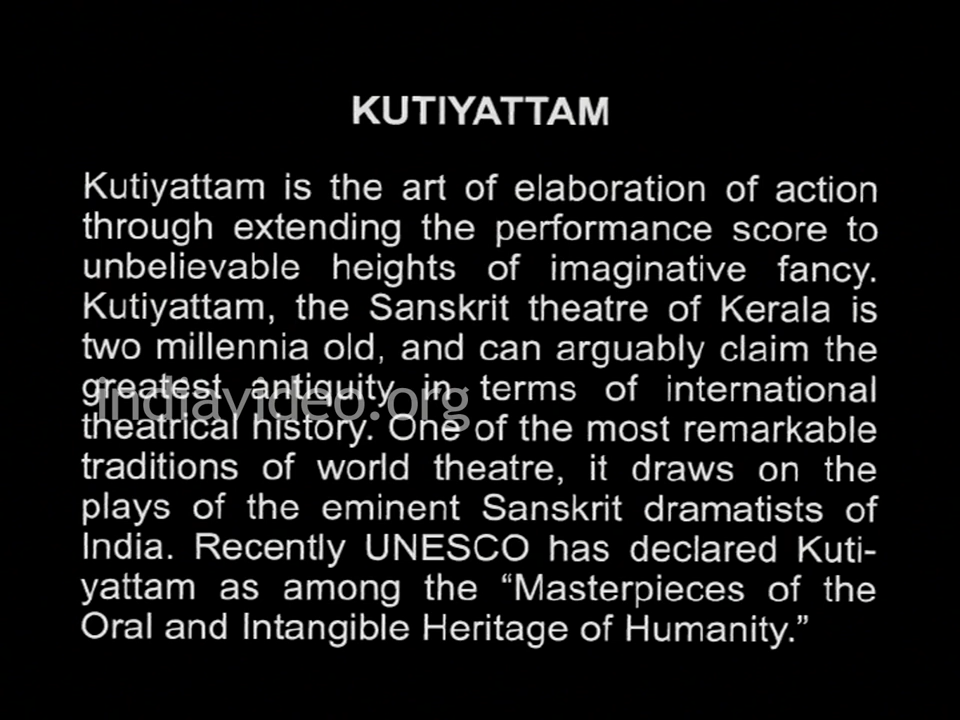 KUTIYATTAM
Kutiyattam is the art of elaboration of action
through extending the performance score to
unbelievable heights of imaginative fancy.
Kutiyattam, the Sanskrit theatre of Kerala is
two millennia old, and can arguably claim the
greatest antiquity in terms of international
indiavideo.org
theatrical history. One of the most remarkable
traditions of world theatre, it draws on the
plays of the eminent Sanskrit dramatists of
India. Recently UNESCO has declared Kuti-
yattam as among the “Masterpieces of the
Oral and Intangible Heritage of Humanity.”